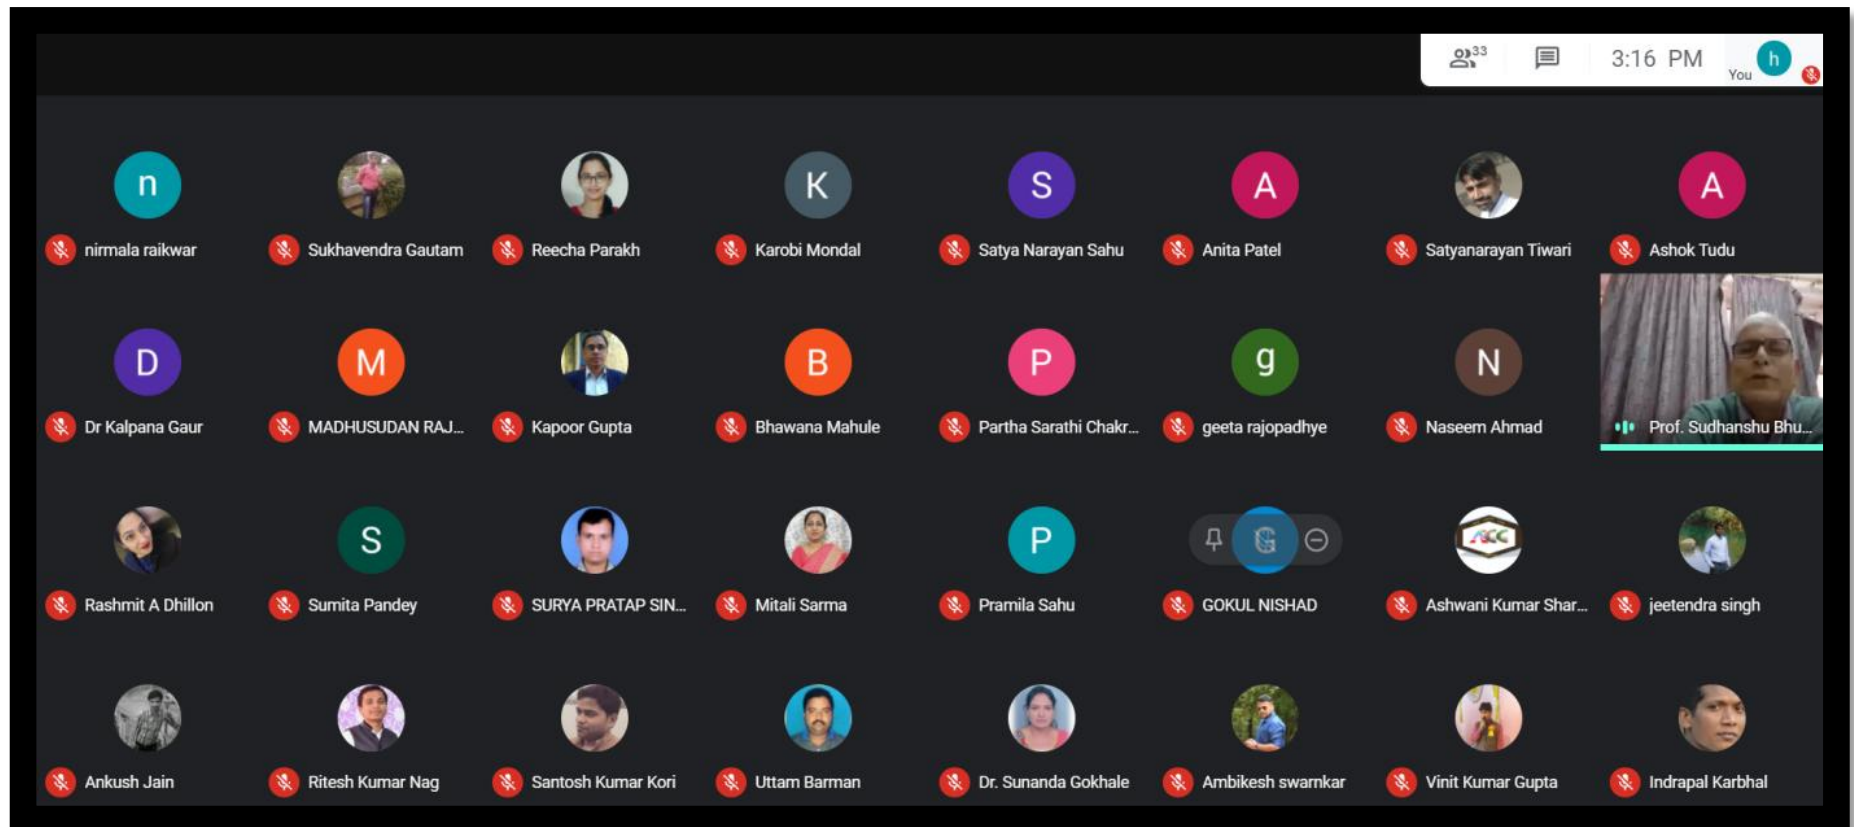 33 3:16 PM You h
n K S A A
nirmala raikwar Sukhavendra Gautam Reecha Parakh Karobi Mondal Satya Narayan Sahu Anita Patel Satyanarayan Tiwari Ashok Tudu
D M B P g N
Dr Kalpana Gaur MADHUSUDAN RAJ... Kapoor Gupta Bhawana Mahule Partha Sarathi Chakr... geeta rajopadhye Naseem Ahmad Prof. Sudhanshu Bhu...
S P G ACC
Rashmit A Dhillon Sumita Pandey SURYA PRATAP SIN... Mitali Sarma Pramila Sahu GOKUL NISHAD Ashwani Kumar Shar... jeetendra singh
Ankush Jain Ritesh Kumar Nag Santosh Kumar Kori Uttam Barman Dr. Sunanda Gokhale Ambikesh swarnkar Vinit Kumar Gupta Indrapal Karbhal